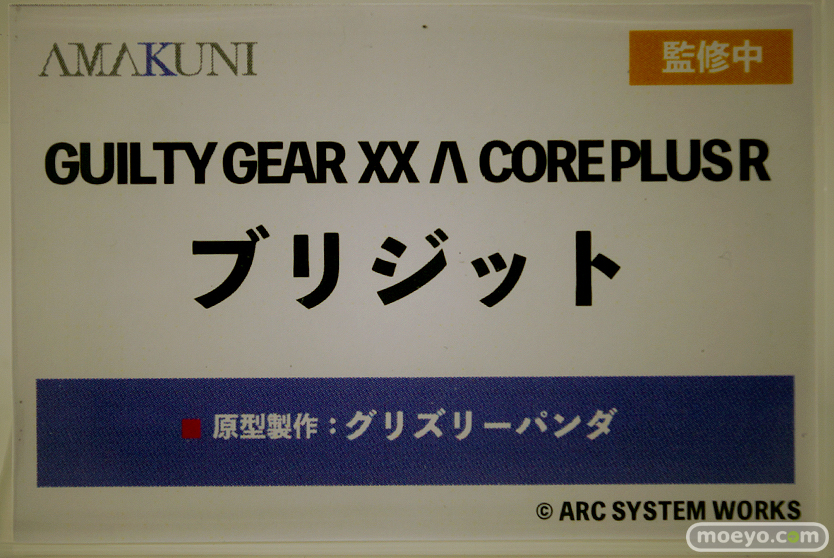 AMAKUNI
監修中
GUILTY GEAR XX Λ CORE PLUS R
ブリジット
■ 原型製作：グリズリーパンダ
© ARC SYSTEM WORKS
moeyo.com